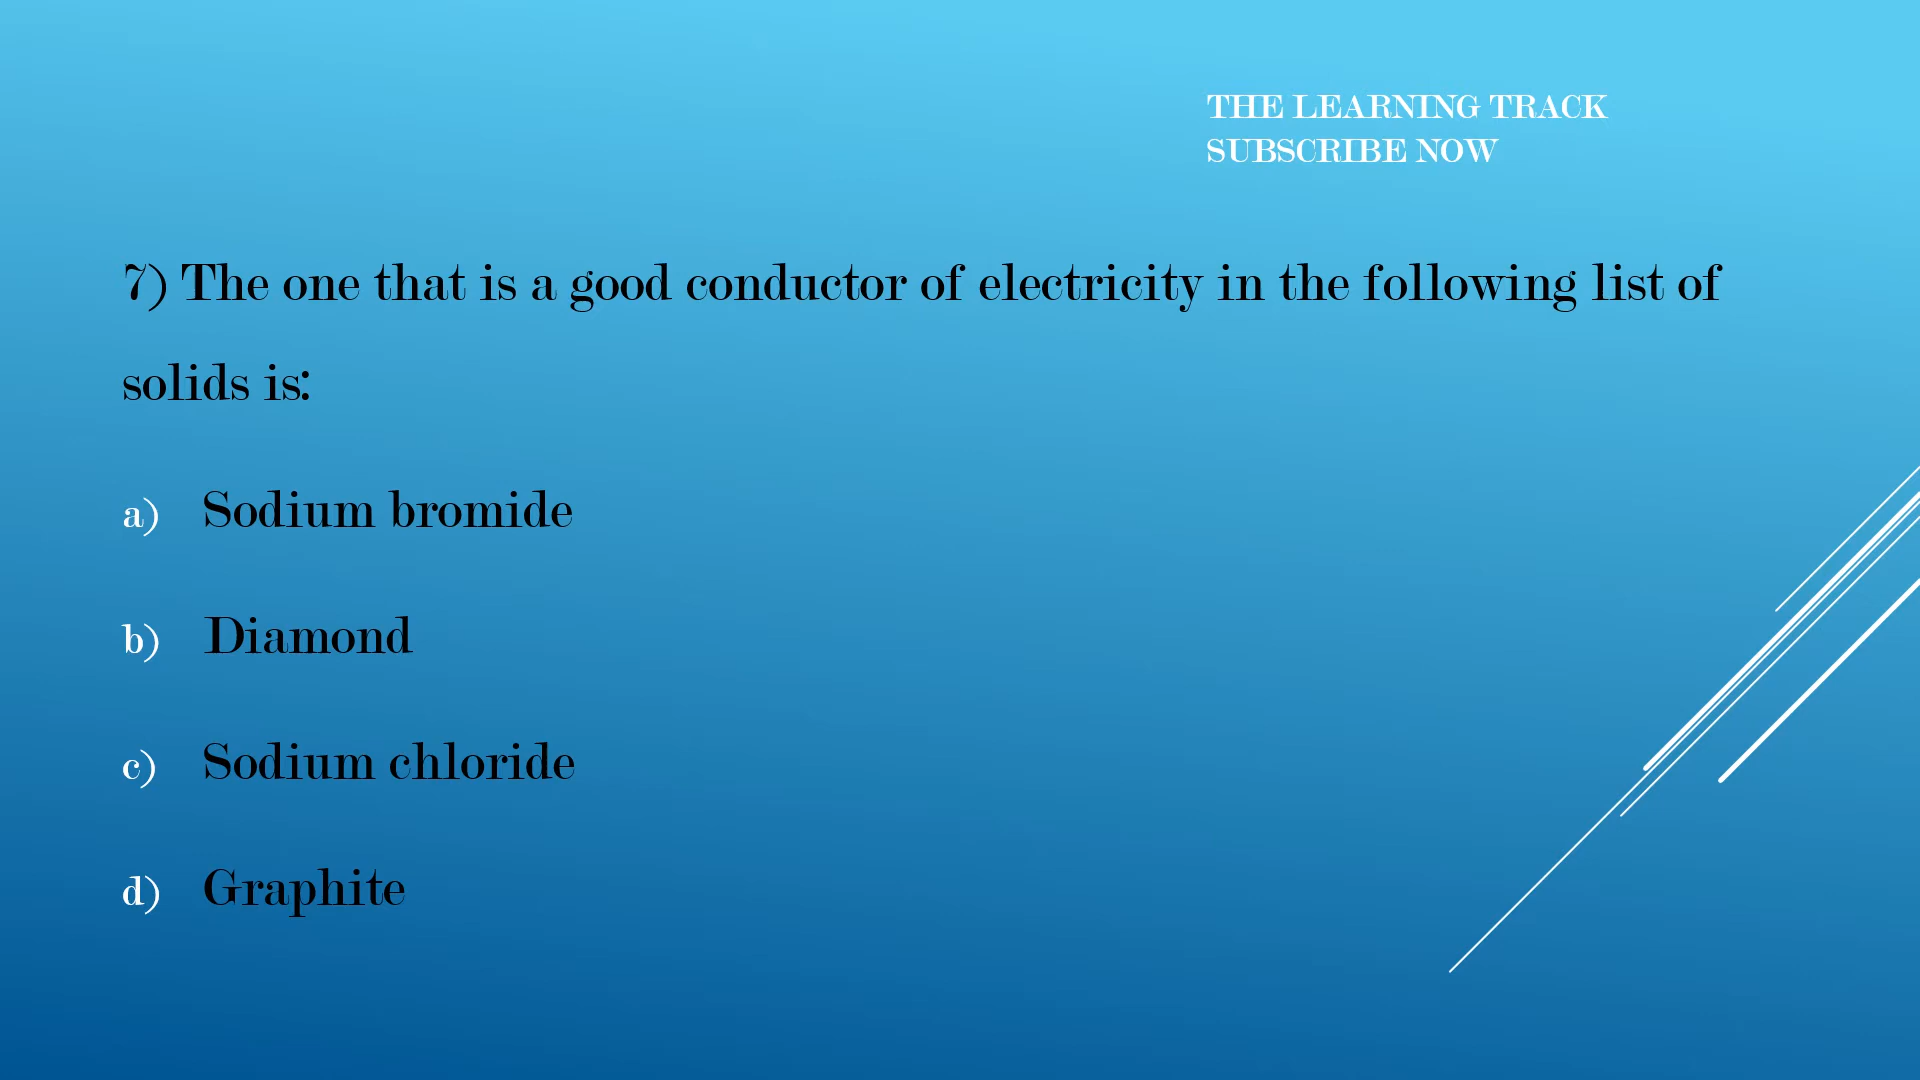 THE LEARNING TRACK
SUBSCRIBE NOW
7) The one that is a good conductor of electricity in the following list of
solids is:
a) Sodium bromide
b) Diamond
c) Sodium chloride
d) Graphite